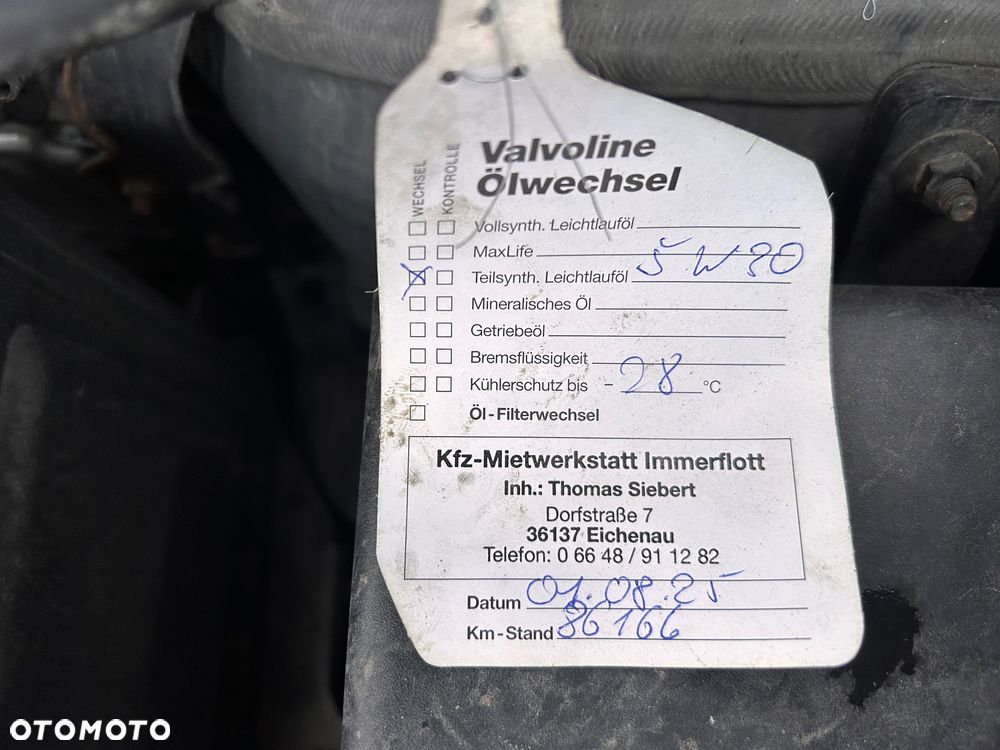 WECHSEL
KONTROLLE
Valvoline
Ölwechsel
Vollsynth. Leichtlauföl
MaxLife
Teilsynth. Leichtlauföl 5 W 30
Mineralisches Öl
Getriebeöl
Bremsflüssigkeit
Kühlerschutz bis - 28 °C
Öl-Filterwechsel
Kfz-Mietwerkstatt Immerflott
Inh.: Thomas Siebert
Dorfstraße 7
36137 Eichenau
Telefon: 0 66 48 / 91 12 82
Datum 01.08.25
Km-Stand 86166
OTOMOTO